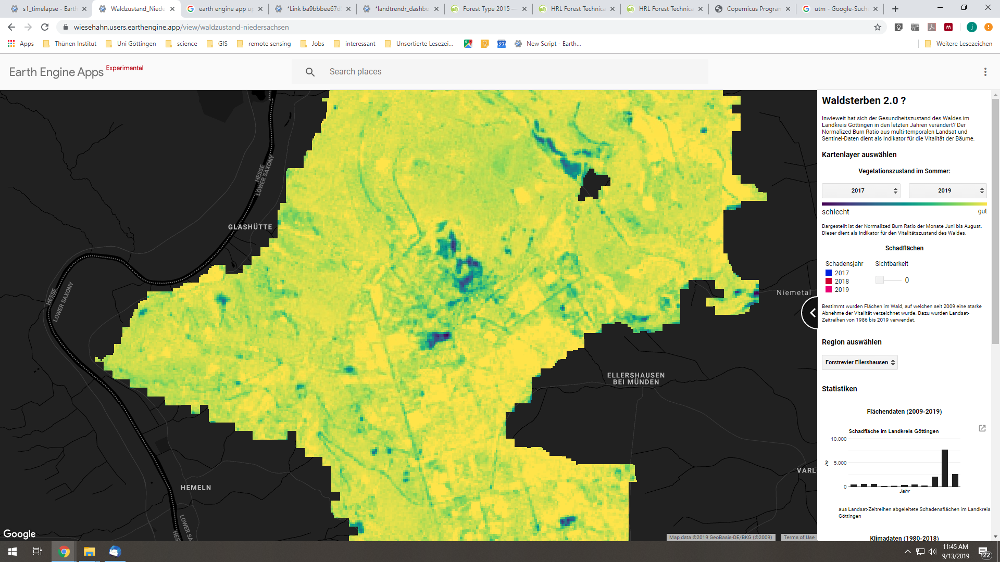 s1_timelapse - Earth
Waldzustand_Niede
earth engine app up
*Link ba9bbbee67d
*landtrendr_dashbo
Forest Type 2015 —
HRL Forest Technica
HRL Forest Technica
Copernicus Program
utm - Google-Suche
wiesehahn.users.earthengine.app/view/waldzustand-niedersachsen
j
Apps
Thünen Institut
Uni Göttingen
science
GIS
remote sensing
Jobs
interessant
Unsortierte Lesezei...
27
New Script - Earth...
Weitere Lesezeichen
Earth Engine Apps Experimental
Search places
HESSE
LOWER SAXONY
GLASHÜTTE
HESSE
LOWER SAXONY
Niemetal
ELLERSHAUSEN
BEI MÜNDEN
VARLO
HEMELN
LOWER SA
HES
Google
Map data ©2019 GeoBasis-DE/BKG (©2009)
Terms of Use
Waldsterben 2.0 ?
Inwieweit hat sich der Gesundheitszustand des Waldes im
Landkreis Göttingen in den letzten Jahren verändert? Der
Normalized Burn Ratio aus multi-temporalen Landsat und
Sentinel-Daten dient als Indikator für die Vitalität der Bäume.
Kartenlayer auswählen
Vegetationszustand im Sommer:
2017
2019
schlecht
gut
Dargestellt ist der Normalized Burn Ratio der Monate Juni bis August.
Dieser dient als Indikator für den Vitalitätszustand des Waldes.
Schadflächen
Schadensjahr
Sichtbarkeit
2017
2018
2019
0
Bestimmt wurden Flächen im Wald, auf welchen seit 2009 eine starke
Abnahme der Vitalität verzeichnet wurde. Dazu wurden Landsat-
Zeitreihen von 1986 bis 2019 verwendet.
Region auswählen
Forstrevier Ellershausen
Statistiken
Flächendaten (2009-2019)
Schadfläche im Landkreis Göttingen
10,000
5,000
0
ha
Jahr
aus Landsat-Zeitreihen abgeleitete Schadensflächen im Landkreis
Göttingen
Klimadaten (1980-2018)
11:45 AM
9/13/2019
22